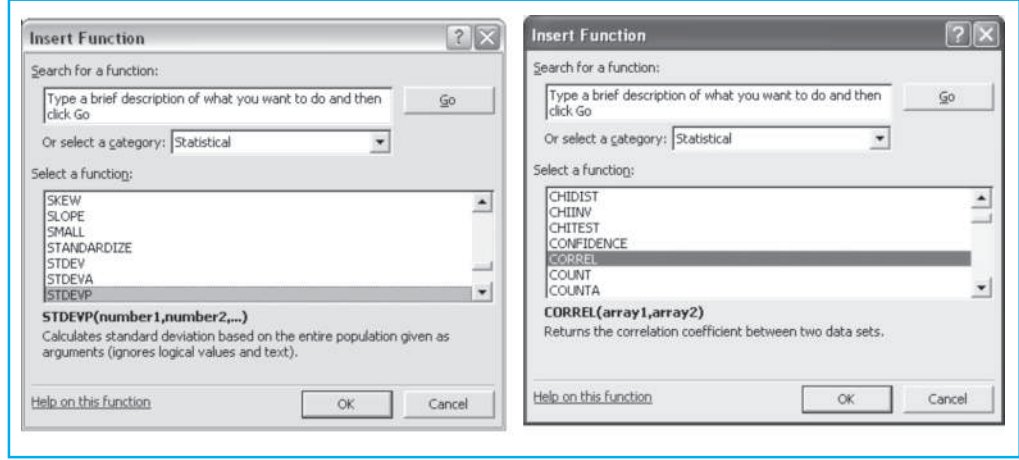 Insert Function
Search for a function:
Type a brief description of what you want to do and then
click Go
Go
Or select a category: Statistical
Select a function:
SKEW
SLOPE
SMALL
STANDARDIZE
STDEV
STDEVA
STDEVP
STDEVP(number1,number2,...)
Calculates standard deviation based on the entire population given as
arguments (ignores logical values and text).
Help on this function
OK
Cancel
Insert Function
Search for a function:
Type a brief description of what you want to do and then
click Go
Go
Or select a category: Statistical
Select a function:
CHIDIST
CHIINV
CHITEST
CONFIDENCE
CORREL
COUNT
COUNTA
CORREL(array1,array2)
Returns the correlation coefficient between two data sets.
Help on this function
OK
Cancel